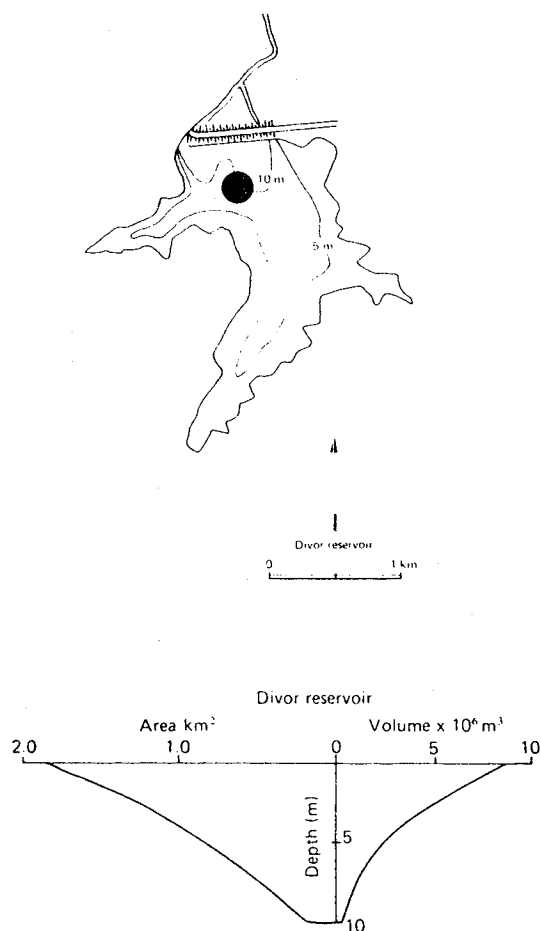 10 m
5 m
Divor reservoir
0 1 km
Divor reservoir
Area km² Volume x 10⁶ m³
2.0 1.0 0 5 10
Depth (m)
5
10